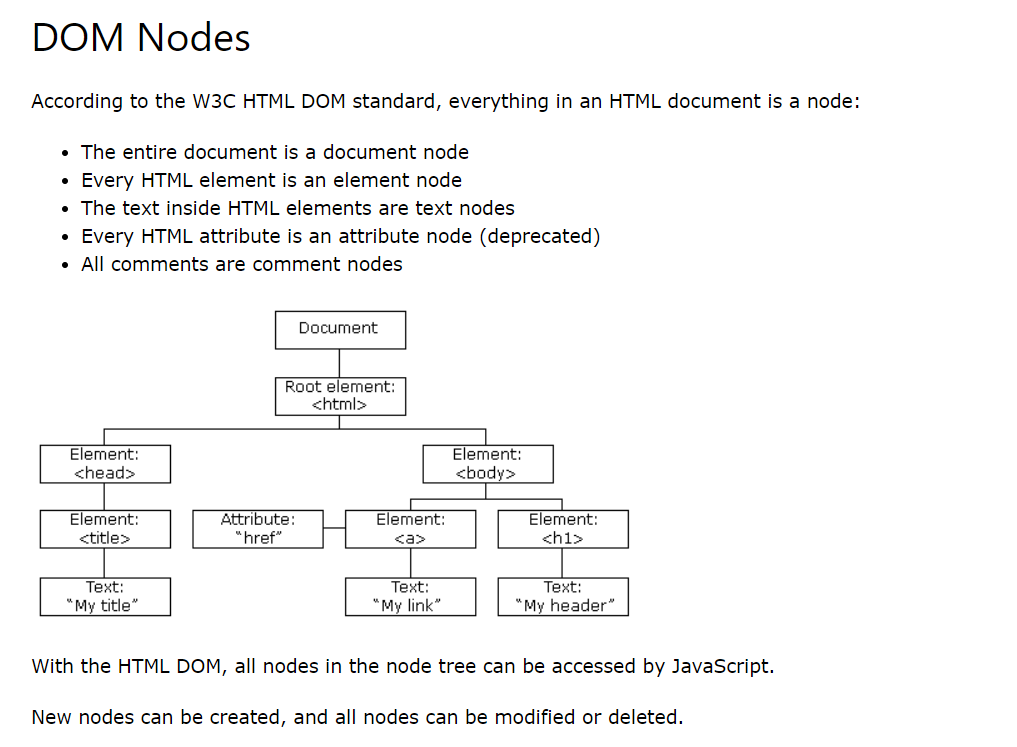 DOM Nodes
According to the W3C HTML DOM standard, everything in an HTML document is a node:
• The entire document is a document node
• Every HTML element is an element node
• The text inside HTML elements are text nodes
• Every HTML attribute is an attribute node (deprecated)
• All comments are comment nodes
Document
Root element:
<html>
Element:
<head>
Element:
<body>
Element:
<title>
Attribute:
“href”
Element:
<a>
Element:
<h1>
Text:
“My title”
Text:
“My link”
Text:
“My header”
With the HTML DOM, all nodes in the node tree can be accessed by JavaScript.
New nodes can be created, and all nodes can be modified or deleted.